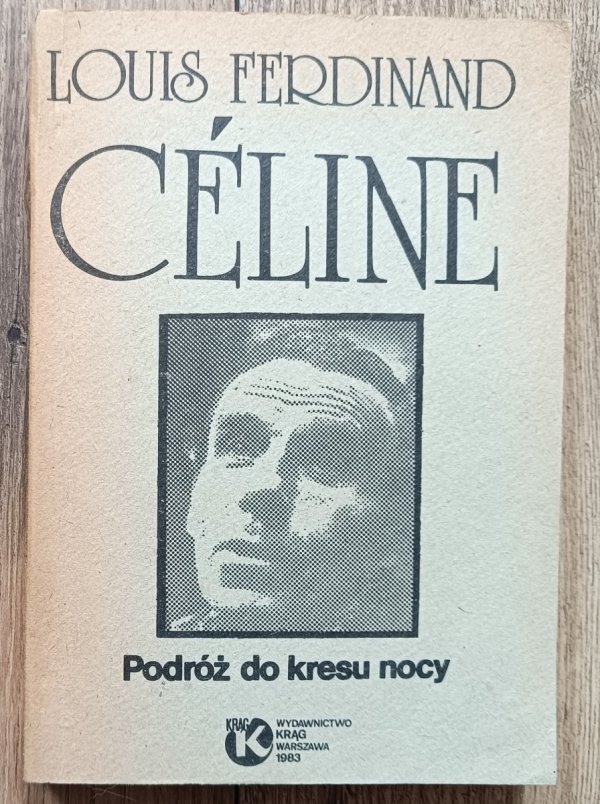 LOUIS FERDINAND
CÉLINE
Podróż do kresu nocy
KRĄG
K
WYDAWNICTWO
KRĄG
WARSZAWA
1983